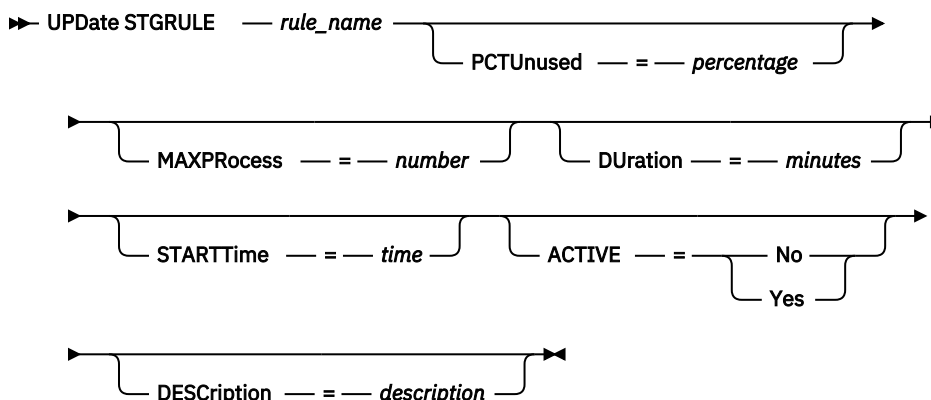 UPDate STGRULE rule_name
PCTUnused = percentage
MAXPRocess = number DUration = minutes
STARTTime = time ACTIVE = No
Yes
DESCription = description